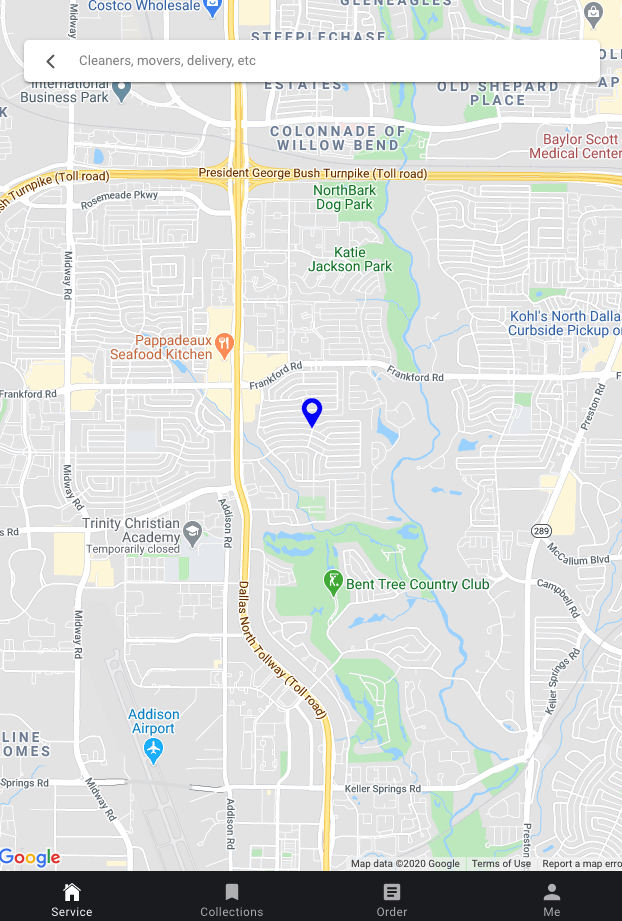 Costco Wholesale
Midway
GLENEAGLES
STEEPLECHASE
Cleaners, movers, delivery, etc
International
Business Park
ESTATES
OLD SHEPARD
PLACE
COLONNADE OF
WILLOW BEND
Baylor Scott
Medical Center
President George Bush Turnpike (Toll road)
sh Turnpike (Toll road)
NorthBark
Dog Park
Rosemeade Pkwy
Katie
Jackson Park
Midway Rd
Kohl's North Dalla
Curbside Pickup o
Pappadeaux
Seafood Kitchen
Frankford Rd
Frankford Rd
Frankford Rd
F
Preston Rd
Midway Rd
Addison Rd
Trinity Christian
Academy
Temporarily closed
s Rd
289
McCallum Blvd
Bent Tree Country Club
Campbell Rd
Dallas North Tollway (Toll road)
Midway Rd
Keller Springs Rd
Addison
Airport
LINE
OMES
Springs Rd
Keller Springs Rd
Midway Rd
Addison Rd
Preston
Google
Map data ©2020 Google
Terms of Use
Report a map erro
Service
Collections
Order
Me